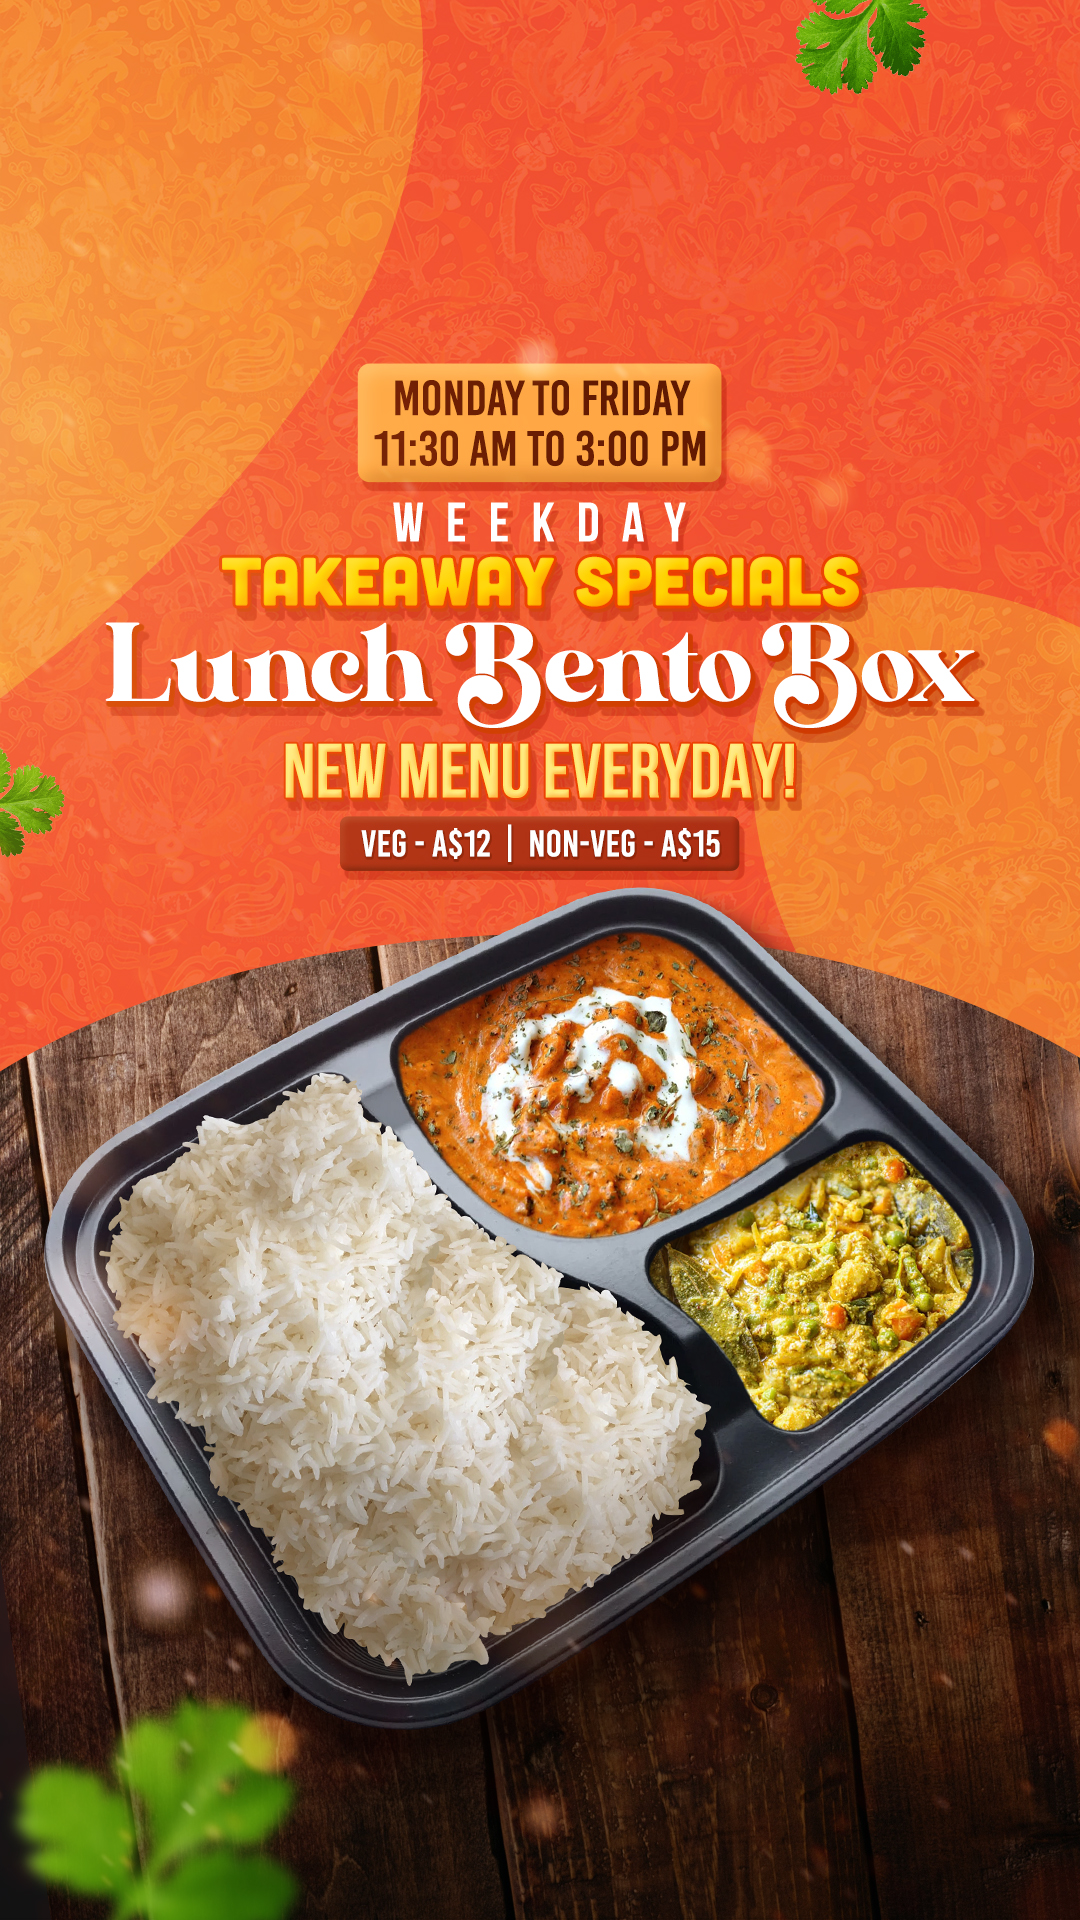 MONDAY TO FRIDAY
11:30 AM TO 3:00 PM
WEEKDAY
TAKEAWAY SPECIALS
Lunch Bento Box
NEW MENU EVERYDAY!
VEG - A$12 | NON-VEG - A$15